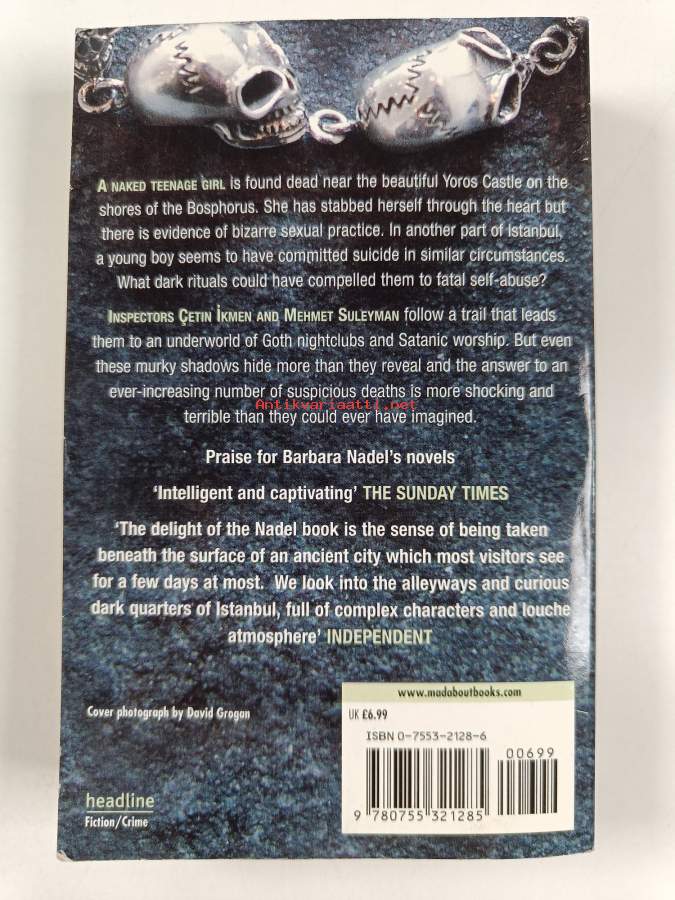 A NAKED TEENAGE GIRL is found dead near the beautiful Yoros Castle on the
shores of the Bosphorus. She has stabbed herself through the heart but
there is evidence of bizarre sexual practice. In another part of Istanbul,
a young boy seems to have committed suicide in similar circumstances.
What dark rituals could have compelled them to fatal self-abuse?
INSPECTORS ÇETIN İKMEN AND MEHMET SULEYMAN follow a trail that leads
them to an underworld of Goth nightclubs and Satanic worship. But even
these murky shadows hide more than they reveal and the answer to an
ever-increasing number of suspicious deaths is more shocking and
Antikvariaatti.net
terrible than they could ever have imagined.
Praise for Barbara Nadel's novels
'Intelligent and captivating' THE SUNDAY TIMES
'The delight of the Nadel book is the sense of being taken
beneath the surface of an ancient city which most visitors see
for a few days at most. We look into the alleyways and curious
dark quarters of Istanbul, full of complex characters and louche
atmosphere' INDEPENDENT
www.madaboutbooks.com
Cover photograph by David Grogan
UK £6.99
ISBN 0-7553-2128-6
00699
9 780755 321285
headline
Fiction/Crime